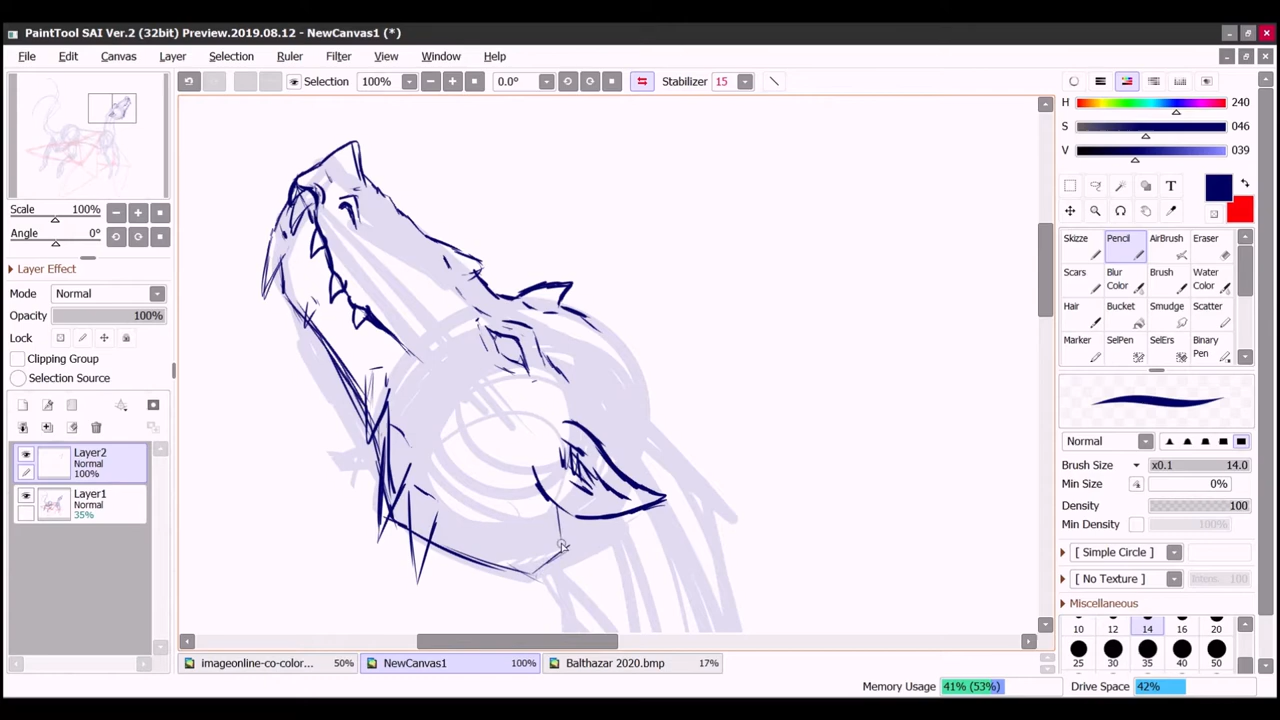 PaintTool SAI Ver.2 (32bit) Preview.2019.08.12 - NewCanvas1 (*)
File Edit Canvas Layer Selection Ruler Filter View Window Help
Selection 100% 0.0° Stabilizer 15
Scale 100%
Angle 0°
Layer Effect
Mode Normal
Opacity 100%
Lock
Clipping Group
Selection Source
Layer2
Normal
100%
Layer1
Normal
35%
H 240
S 046
V 039
T
Skizze Pencil AirBrush Eraser
Scars Blur Color Brush Water Color
Hair Bucket Smudge Scatter
Marker SelPen SelErs Binary Pen
Normal
Brush Size x0.1 14.0
Min Size 0%
Density 100
Min Density 100
[ Simple Circle ]
[ No Texture ] Intens. 100
Miscellaneous
10 12 14 16 20
25 30 35 40 50
imageonline-co-color... 50% NewCanvas1 100% Balthazar 2020.bmp 17%
Memory Usage 41% (53%) Drive Space 42%